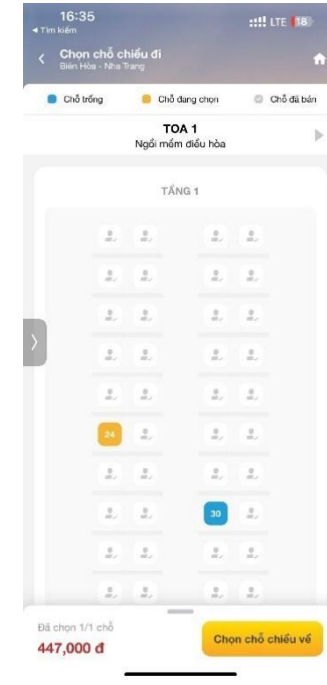 16:35
LTE 18
◀ Tìm kiếm
Chọn chỗ chiều đi
Biên Hòa - Nha Trang
Chỗ trống
Chỗ đang chọn
Chỗ đã bán
TOA 1
Ngồi mềm điều hòa
TẦNG 1
24
30
Đã chọn 1/1 chỗ
447,000 đ
Chọn chỗ chiều về